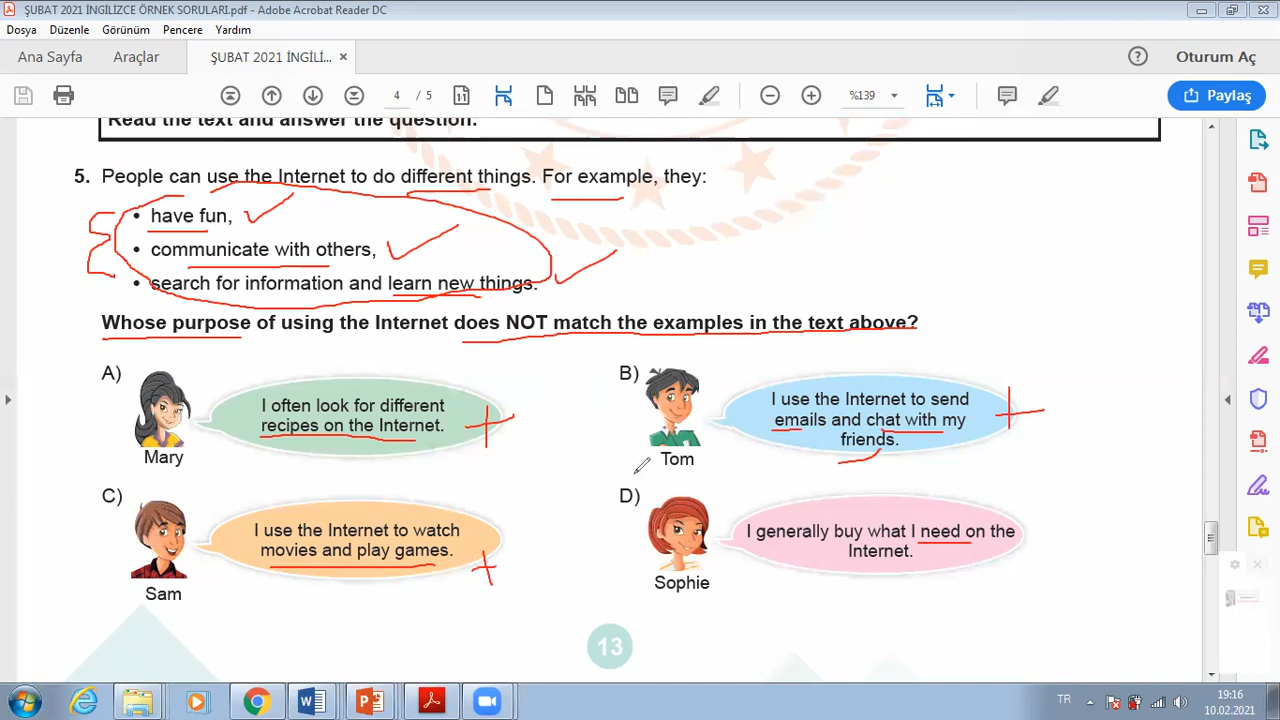 ŞUBAT 2021 İNGİLİZCE ÖRNEK SORULARI.pdf - Adobe Acrobat Reader DC
Dosya Düzenle Görünüm Pencere Yardım
Ana Sayfa Araçlar ŞUBAT 2021 İNGİLİ... Oturum Aç
4 / 5 %139 Paylaş
Read the text and answer the question.
5. People can use the Internet to do different things. For example, they:
• have fun,
• communicate with others,
• search for information and learn new things.
Whose purpose of using the Internet does NOT match the examples in the text above?
A)
I often look for different
recipes on the Internet.
Mary
B)
I use the Internet to send
emails and chat with my
friends.
Tom
C)
I use the Internet to watch
movies and play games.
Sam
D)
I generally buy what I need on the
Internet.
Sophie
13
TR
19:16
10.02.2021